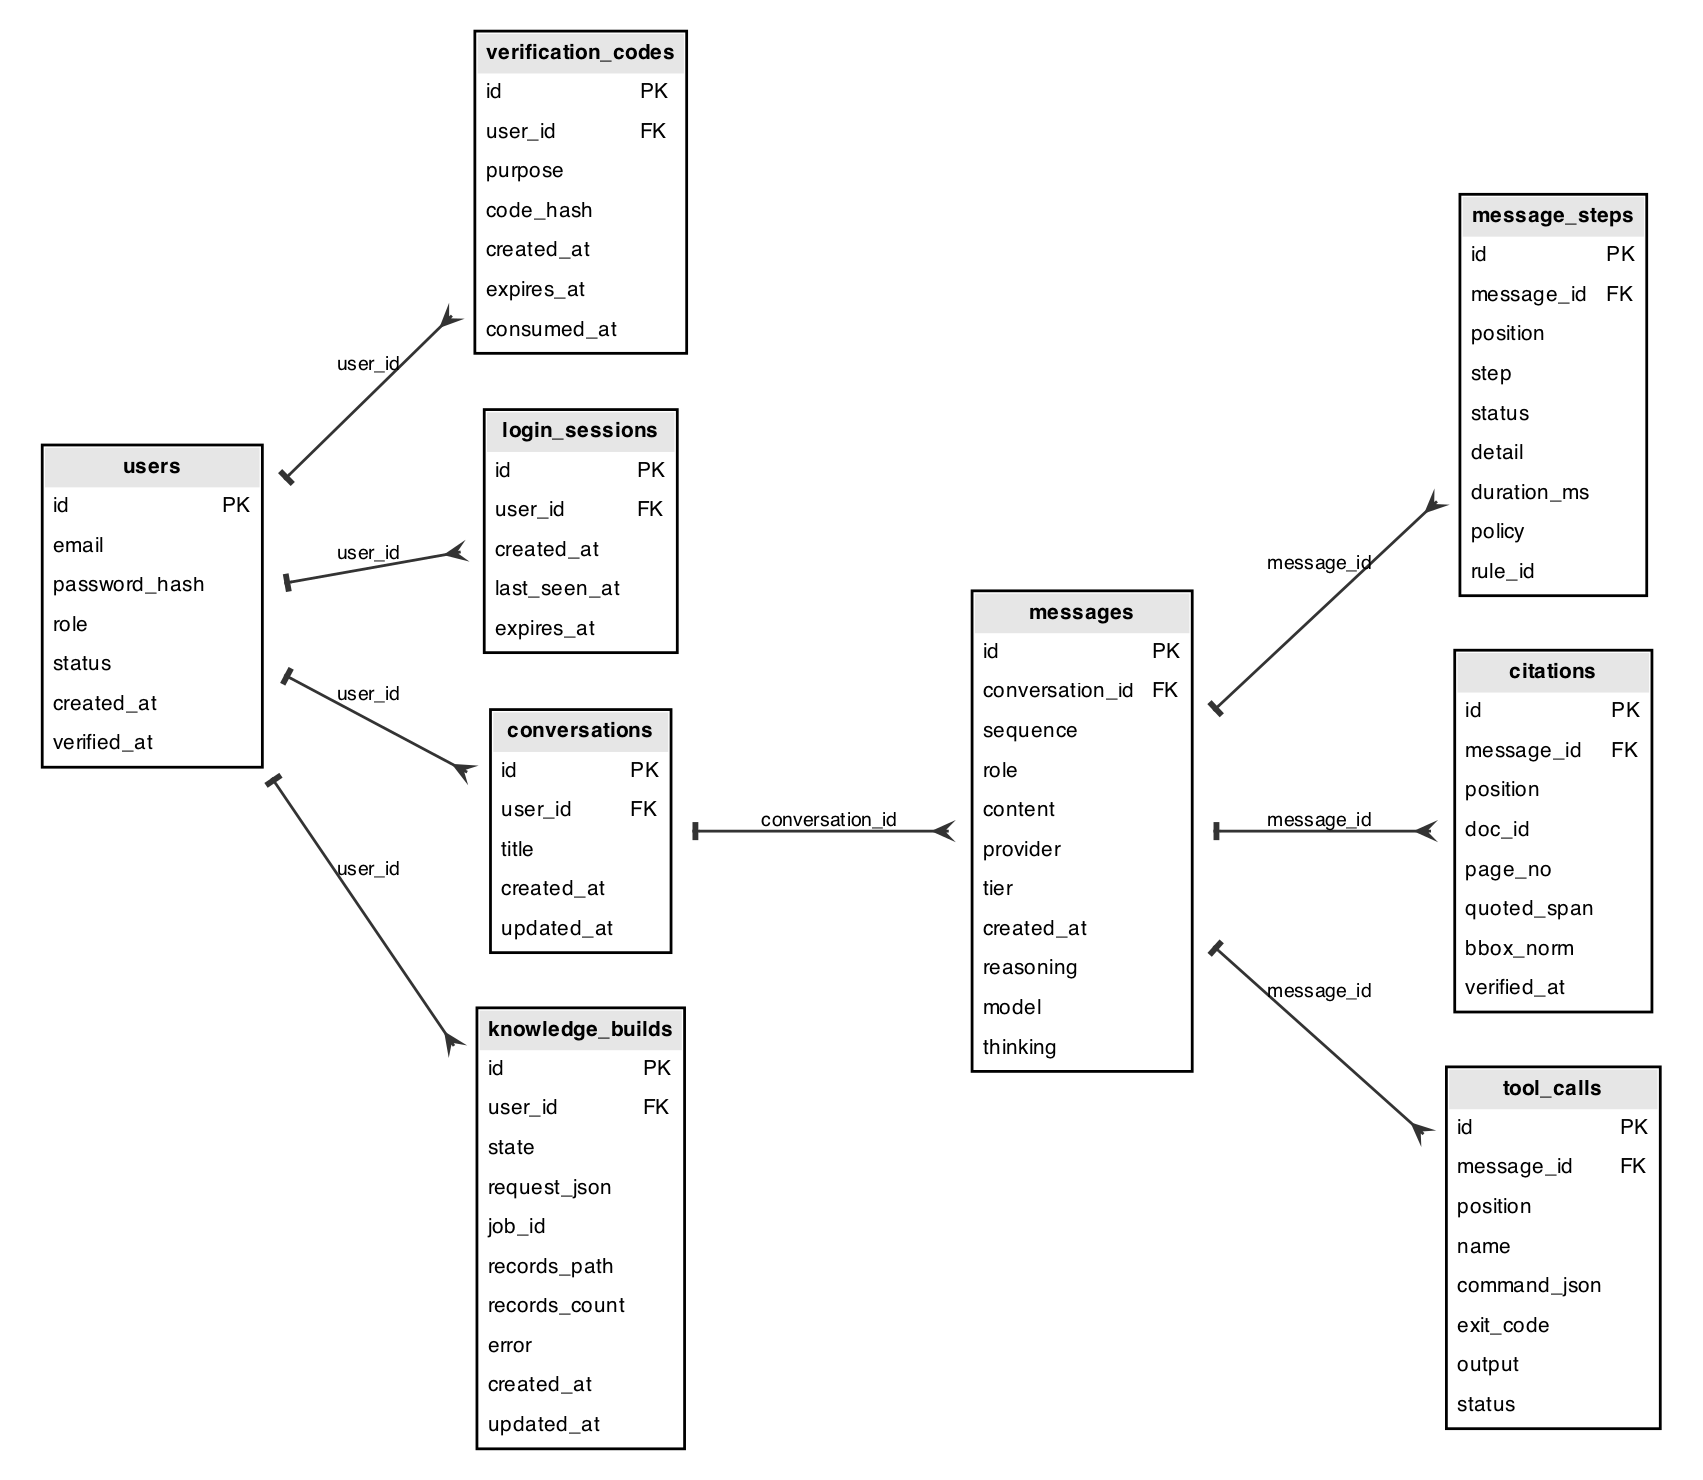 verification_codes
id PK
user_id FK
purpose
code_hash
created_at
expires_at
consumed_at
user_id
login_sessions
id PK
user_id FK
created_at
last_seen_at
expires_at
user_id
users
id PK
email
password_hash
role
status
created_at
verified_at
user_id
conversations
id PK
user_id FK
title
created_at
updated_at
user_id
knowledge_builds
id PK
user_id FK
state
request_json
job_id
records_path
records_count
error
created_at
updated_at
conversation_id
messages
id PK
conversation_id FK
sequence
role
content
provider
tier
created_at
reasoning
model
thinking
message_id
message_steps
id PK
message_id FK
position
step
status
detail
duration_ms
policy
rule_id
message_id
citations
id PK
message_id FK
position
doc_id
page_no
quoted_span
bbox_norm
verified_at
message_id
tool_calls
id PK
message_id FK
position
name
command_json
exit_code
output
status